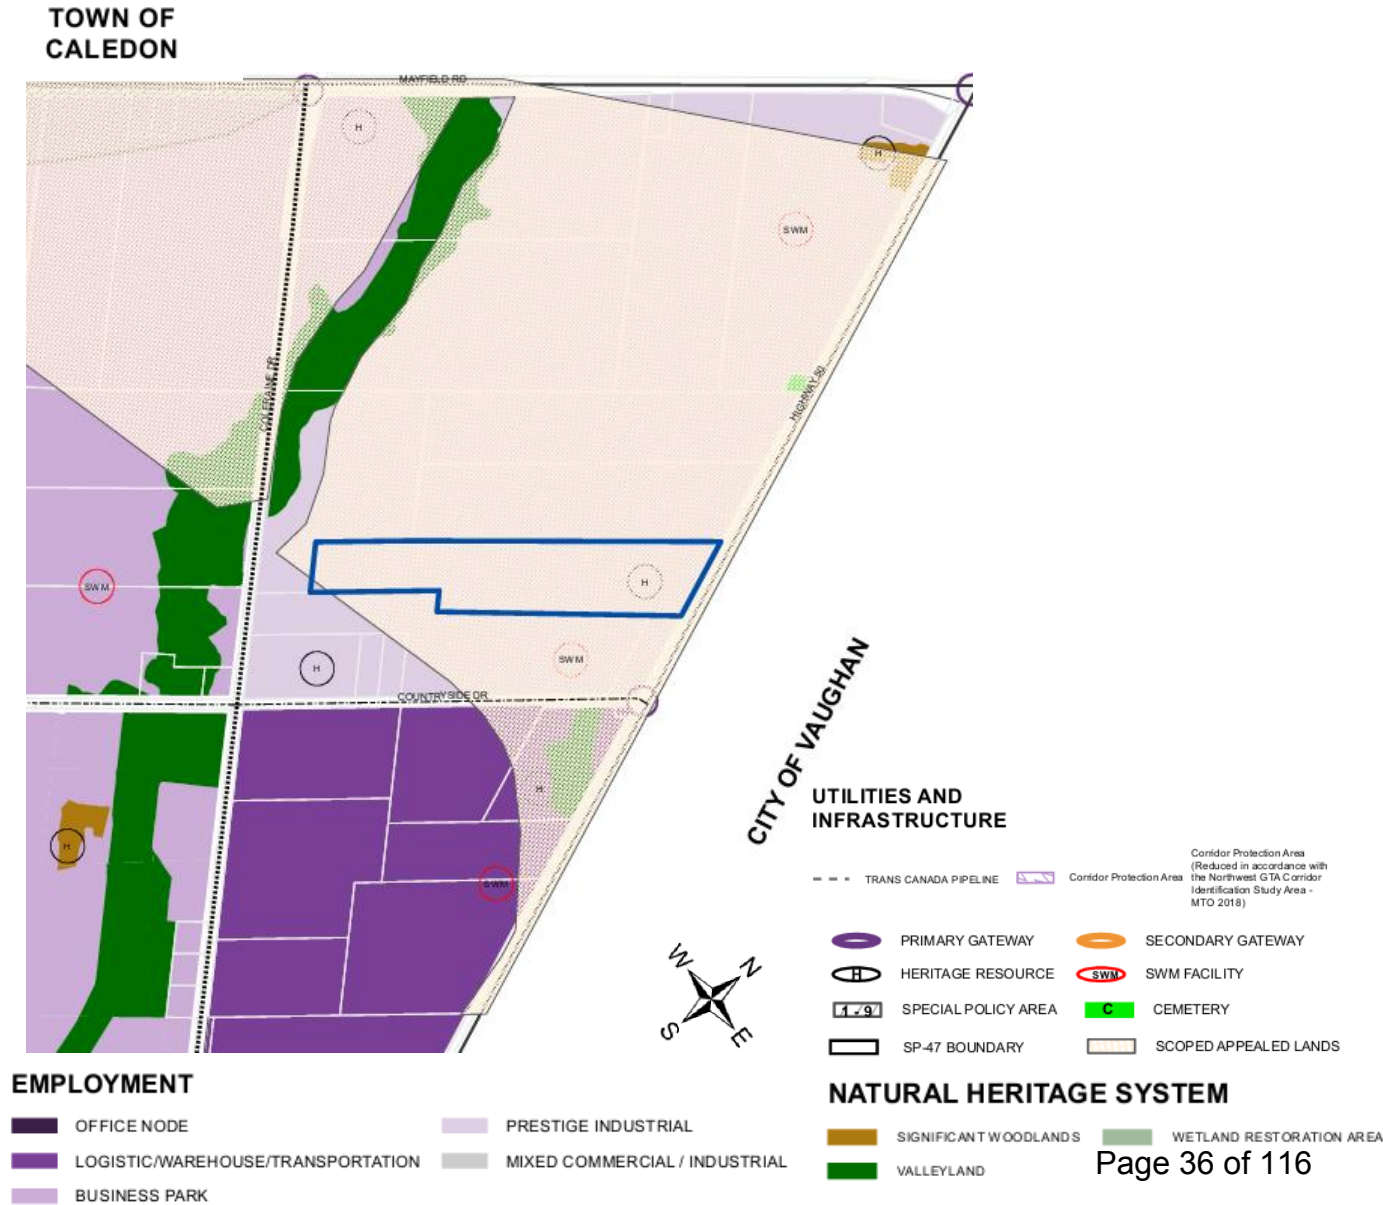 TOWN OF
CALEDON
MAYFIELD RD
H
H
SWM
COLERAINE DR
HIGHWAY 50
SWM
H
H
SWM
COUNTRYSIDE DR
CITY OF VAUGHAN
H
H
SWM
W
N
S
E
UTILITIES AND
INFRASTRUCTURE
TRANS CANADA PIPELINE
Corridor Protection Area
Corridor Protection Area
(Reduced in accordance with
the Northwest GTA Corridor
Identification Study Area -
MTO 2018)
PRIMARY GATEWAY
SECONDARY GATEWAY
H HERITAGE RESOURCE
SWM SWM FACILITY
1 - 9 SPECIAL POLICY AREA
C CEMETERY
SP-47 BOUNDARY
SCOPED APPEALED LANDS
EMPLOYMENT
OFFICE NODE
PRESTIGE INDUSTRIAL
LOGISTIC/WAREHOUSE/TRANSPORTATION
MIXED COMMERCIAL / INDUSTRIAL
BUSINESS PARK
NATURAL HERITAGE SYSTEM
SIGNIFICANT WOODLANDS
WETLAND RESTORATION AREA
VALLEYLAND
Page 36 of 116